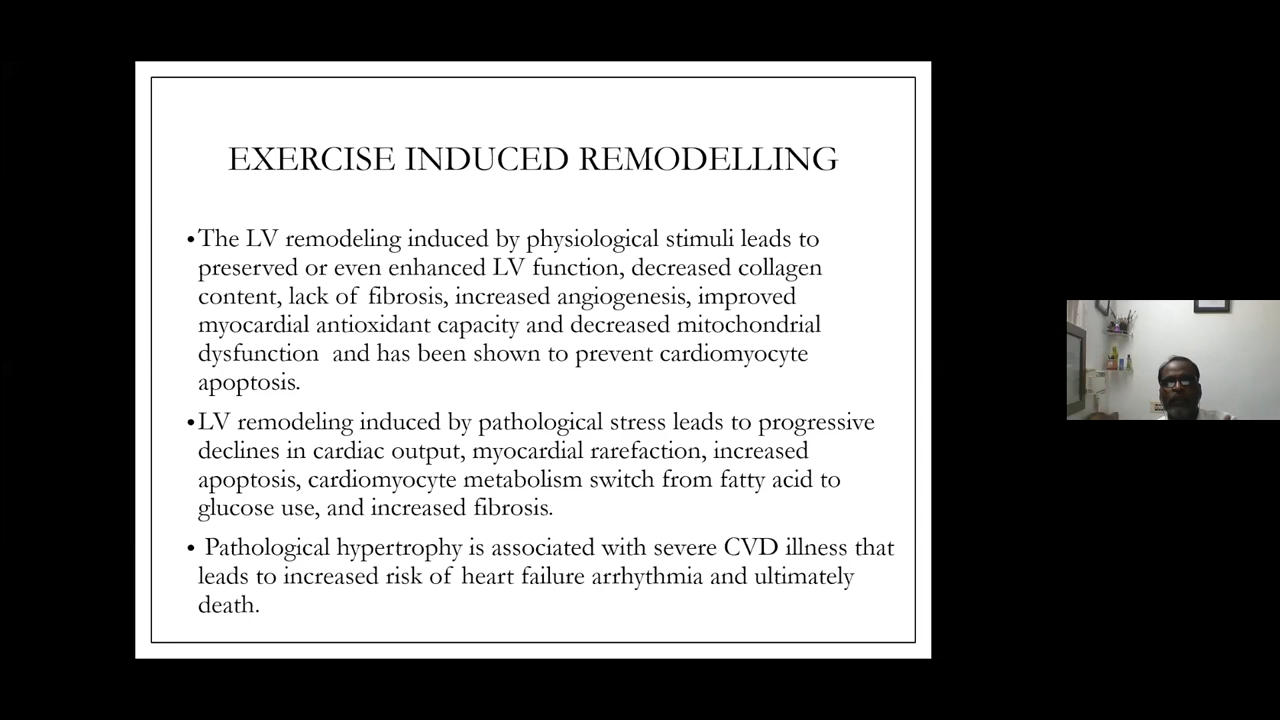 EXERCISE INDUCED REMODELLING
•The LV remodeling induced by physiological stimuli leads to
preserved or even enhanced LV function, decreased collagen
content, lack of fibrosis, increased angiogenesis, improved
myocardial antioxidant capacity and decreased mitochondrial
dysfunction and has been shown to prevent cardiomyocyte
apoptosis.
•LV remodeling induced by pathological stress leads to progressive
declines in cardiac output, myocardial rarefaction, increased
apoptosis, cardiomyocyte metabolism switch from fatty acid to
glucose use, and increased fibrosis.
• Pathological hypertrophy is associated with severe CVD illness that
leads to increased risk of heart failure arrhythmia and ultimately
death.